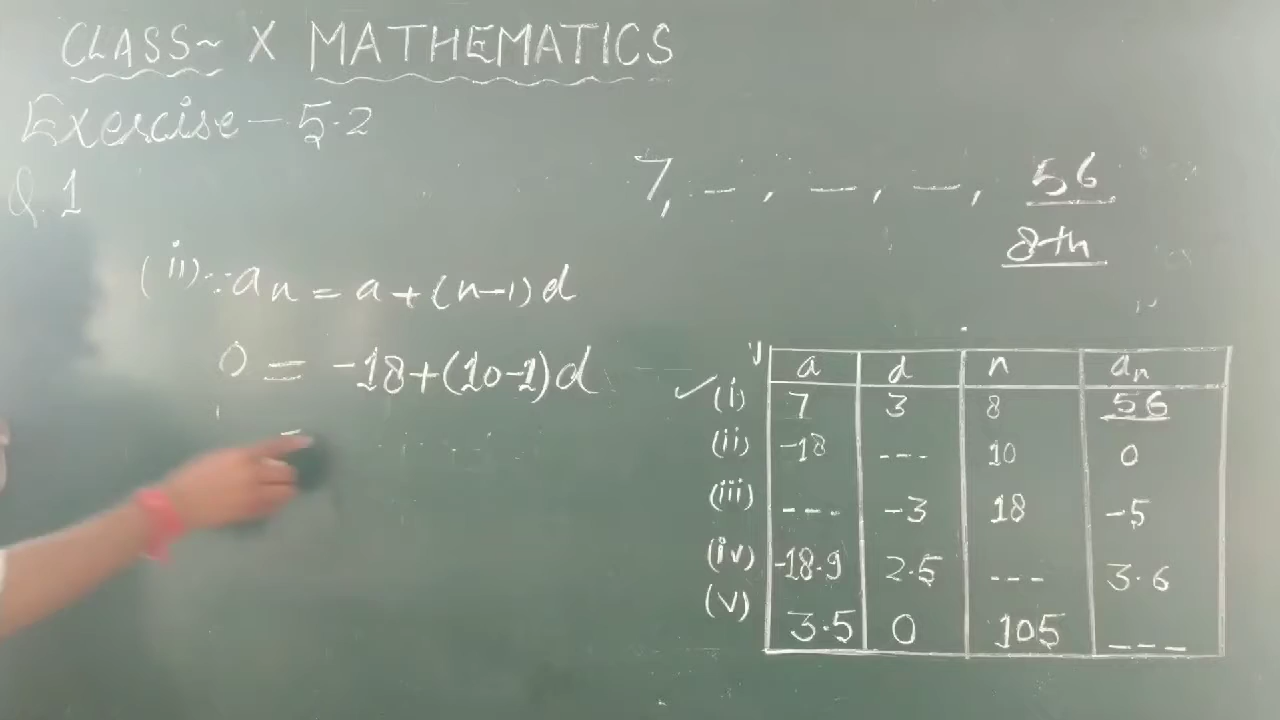 CLASS~ X MATHEMATICS
Exercise - 5.2
Q. 1
7, _, _, _, 56
8th
(ii) ∵ an = a + (n-1)d
0 = -18+(10-1)d
=
a d n an
✓ (i) 7 3 8 56
(ii) -18 --- 10 0
(iii) --- -3 18 -5
(iv) -18.9 2.5 --- 3.6
(v) 3.5 0 105 ---